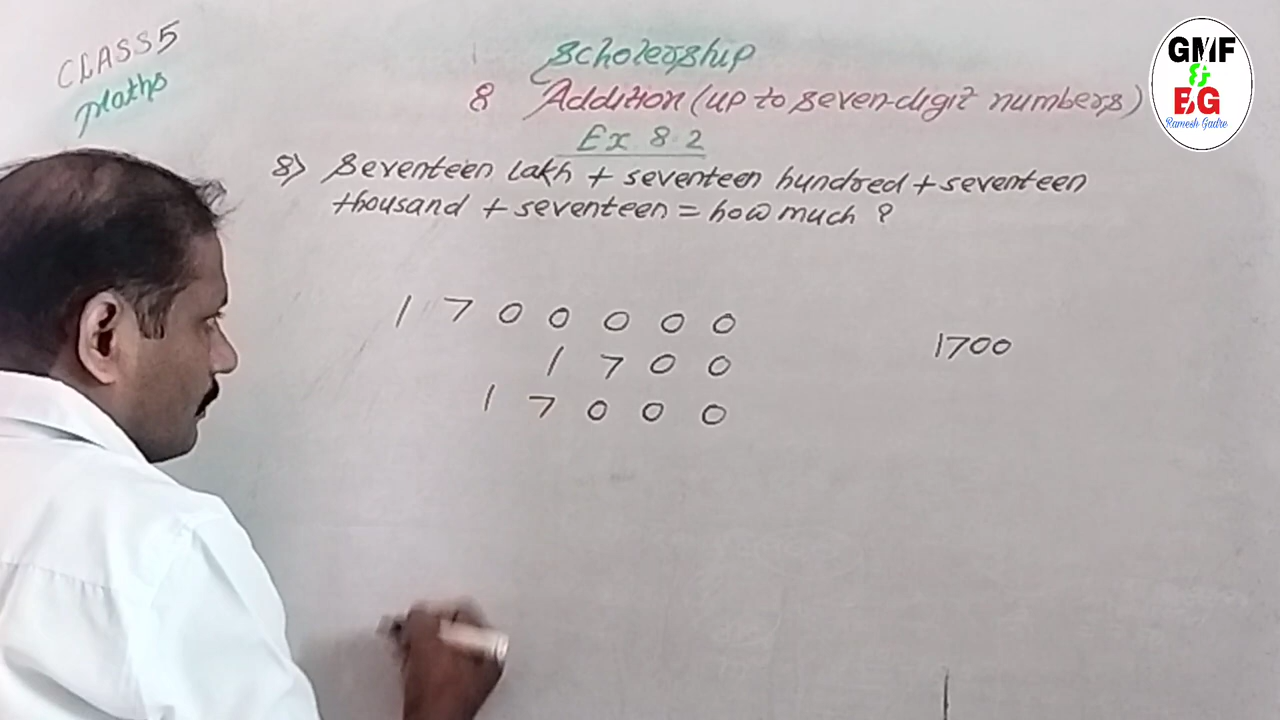 CLASS 5
Maths
Scholership
8 Addition (up to seven-digit numbers)
Ex 8.2
8) Seventeen lakh + seventeen hundred + seventeen
thousand + seventeen = how much ?
1 7 0 0 0 0 0
1 7 0 0
1 7 0 0 0
1700
GMF
&
EG
Ramesh Gadre